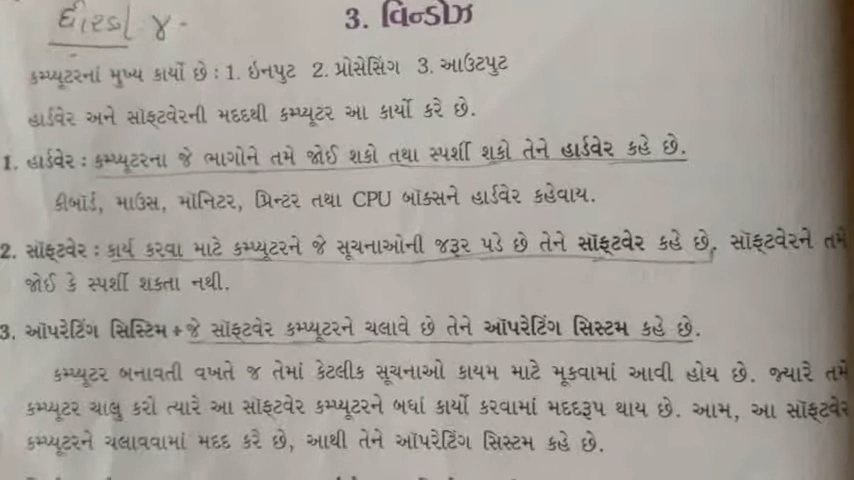 ધોરણ ૪-
3. વિન્ડોઝ
કમ્પ્યૂટરનાં મુખ્ય કાર્યો છે : 1. ઇનપુટ 2. પ્રોસેસિંગ 3. આઉટપુટ
હાર્ડવેર અને સૉફ્ટવેરની મદદથી કમ્પ્યૂટર આ કાર્યો કરે છે.
1. હાર્ડવેર : કમ્પ્યૂટરના જે ભાગોને તમે જોઈ શકો તથા સ્પર્શી શકો તેને હાર્ડવેર કહે છે.
કીબૉર્ડ, માઉસ, મૉનિટર, પ્રિન્ટર તથા CPU બૉક્સને હાર્ડવેર કહેવાય.
2. સૉફ્ટવેર : કાર્ય કરવા માટે કમ્પ્યૂટરને જે સૂચનાઓની જરૂર પડે છે તેને સૉફ્ટવેર કહે છે, સૉફ્ટવેરને તમે
જોઈ કે સ્પર્શી શકતા નથી.
3. ઑપરેટિંગ સિસ્ટિમ : જે સૉફ્ટવેર કમ્પ્યૂટરને ચલાવે છે તેને ઑપરેટિંગ સિસ્ટમ કહે છે.
કમ્પ્યૂટર બનાવતી વખતે જ તેમાં કેટલીક સૂચનાઓ કાયમ માટે મૂકવામાં આવી હોય છે. જ્યારે તમે
કમ્પ્યૂટર ચાલુ કરો ત્યારે આ સૉફ્ટવેર કમ્પ્યૂટરને બધાં કાર્યો કરવામાં મદદરૂપ થાય છે. આમ, આ સૉફ્ટવેર
કમ્પ્યૂટરને ચલાવવામાં મદદ કરે છે, આથી તેને ઑપરેટિંગ સિસ્ટમ કહે છે.